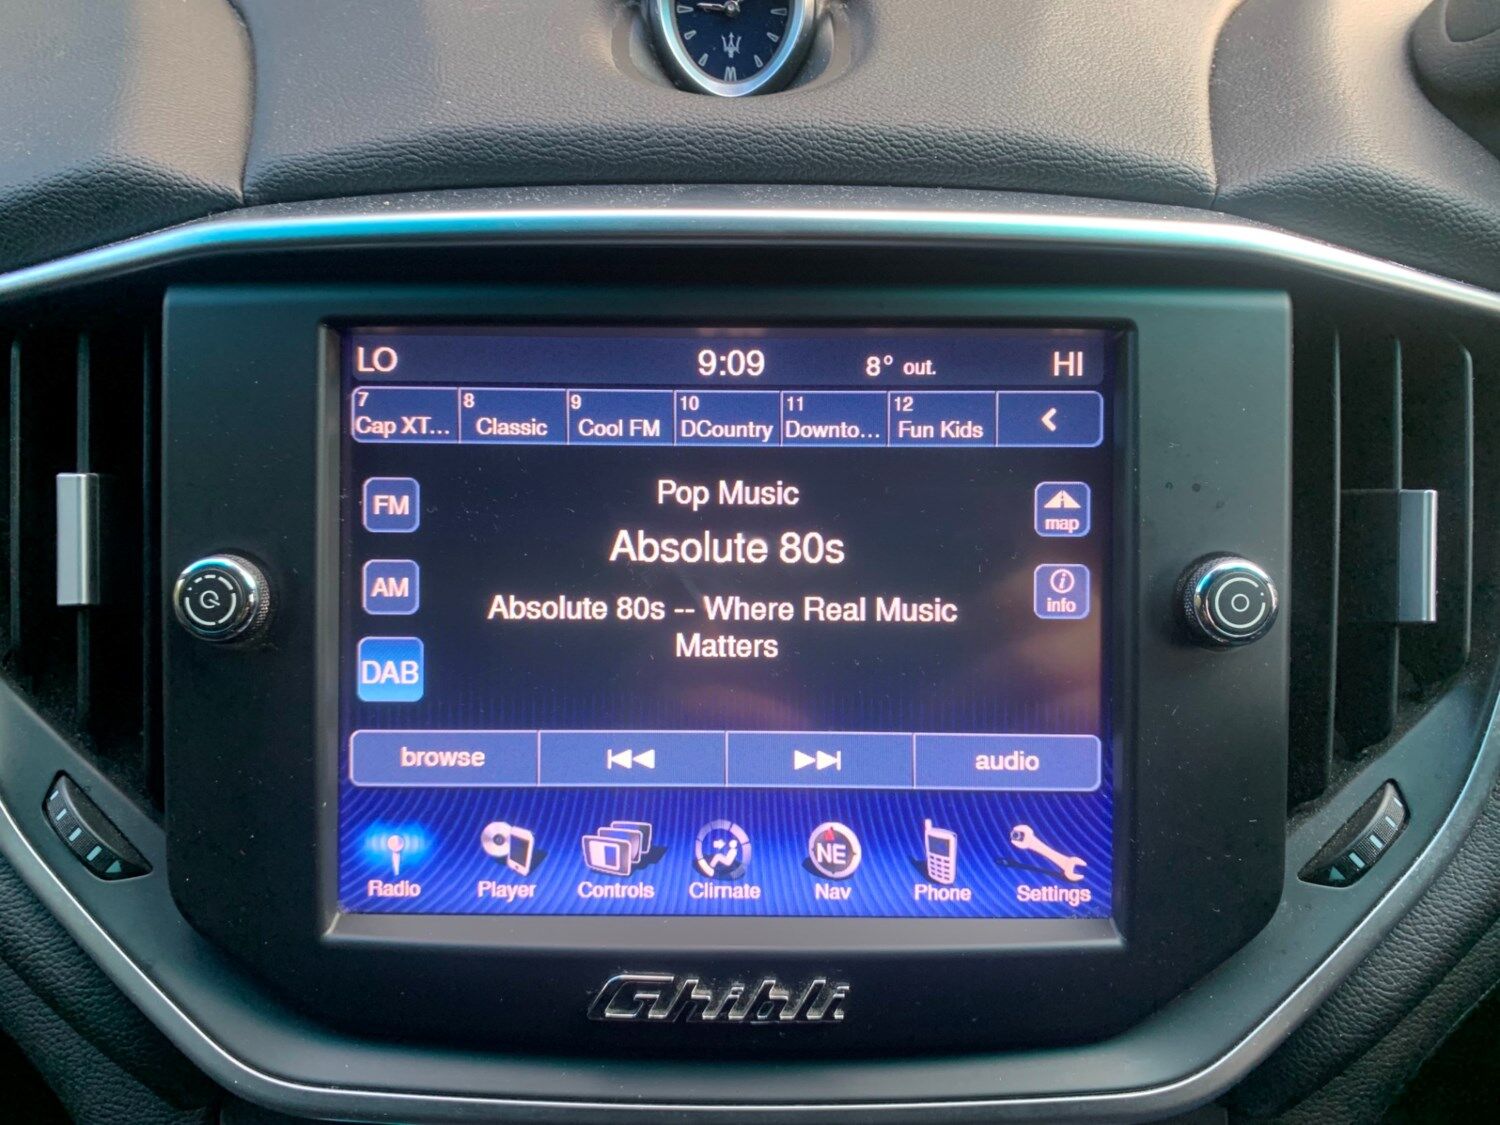 LO 9:09 8° out. HI
7 8 9 10 11 12
Cap XT... Classic Cool FM DCountry Downto... Fun Kids
FM Pop Music map
Absolute 80s
AM Absolute 80s -- Where Real Music info
Matters
DAB
browse audio
NE
Radio Player Controls Climate Nav Phone Settings
Ghibli